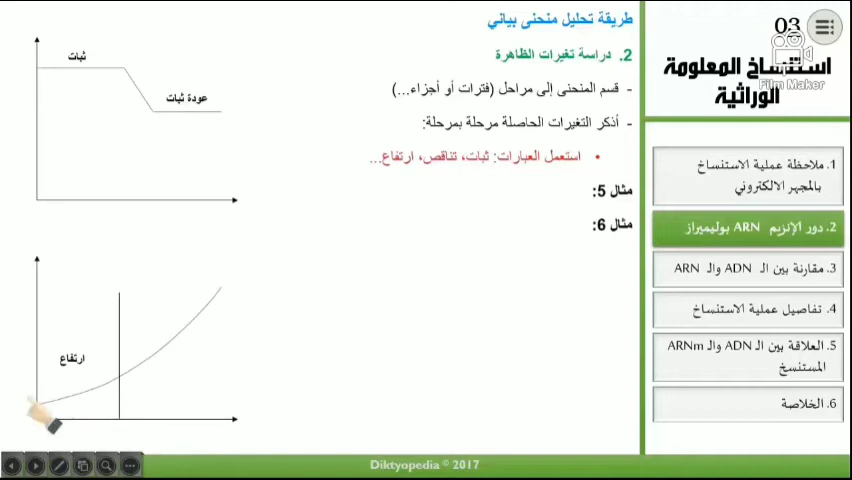 03
استنساخ المعلومة
الوراثية
Film Maker
1. ملاحظة عملية الاستنساخ
بالمجهر الالكتروني
2. دور الإنزيم ARN بوليميراز
3. مقارنة بين الـ ADN والـ ARN
4. تفاصيل عملية الاستنساخ
5. العلاقة بين الـ ADN والـ ARNm
المستنسخ
6. الخلاصة
طريقة تحليل منحنى بياني
2. دراسة تغيرات الظاهرة
- قسم المنحنى إلى مراحل (فترات أو أجزاء...)
- أذكر التغيرات الحاصلة مرحلة بمرحلة:
• استعمل العبارات: ثبات، تناقص، ارتفاع...
مثال 5:
مثال 6:
ثبات
عودة ثبات
ارتفاع
Diktyopedia © 2017